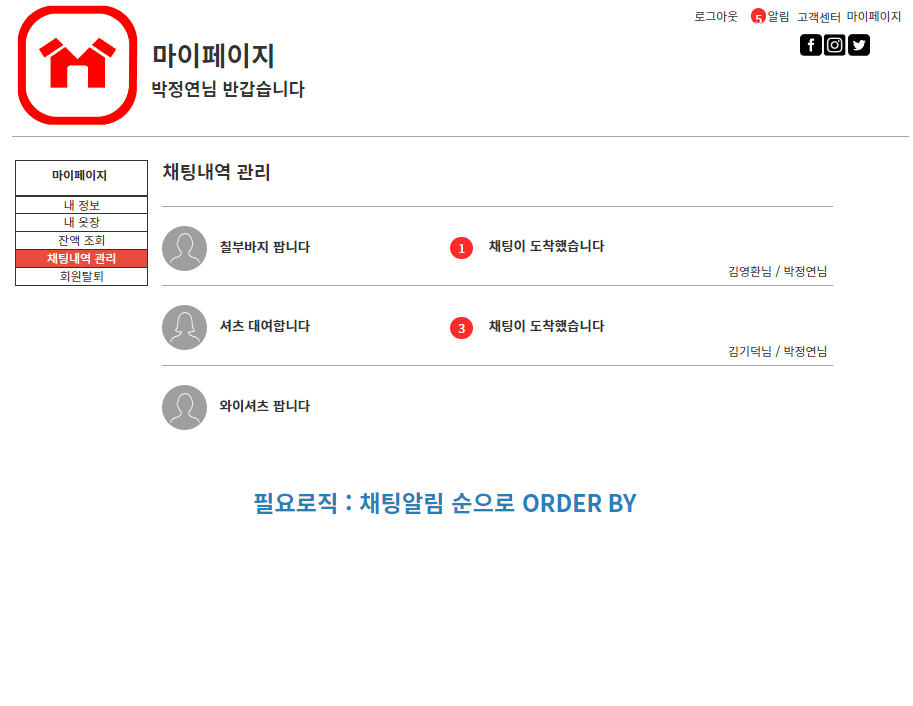 로그아웃 5 알림 고객센터 마이페이지
마이페이지
박정연님 반갑습니다
마이페이지
내 정보
내 옷장
잔액 조회
채팅내역 관리
회원탈퇴
채팅내역 관리
칠부바지 팝니다 1 채팅이 도착했습니다
김영환님 / 박정연님
셔츠 대여합니다 3 채팅이 도착했습니다
김기덕님 / 박정연님
와이셔츠 팝니다
필요로직 : 채팅알림 순으로 ORDER BY